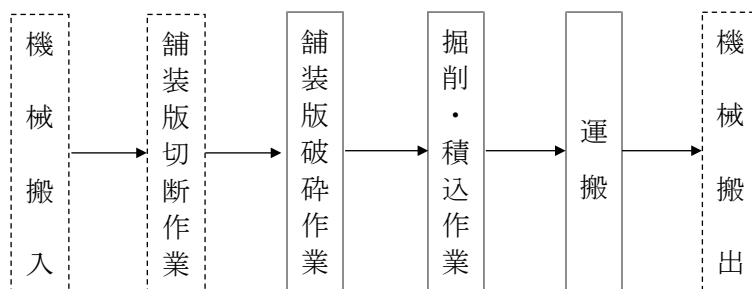 機械搬入
舗装版切断作業
舗装版破砕作業
掘削・積込作業
運搬
機械搬出